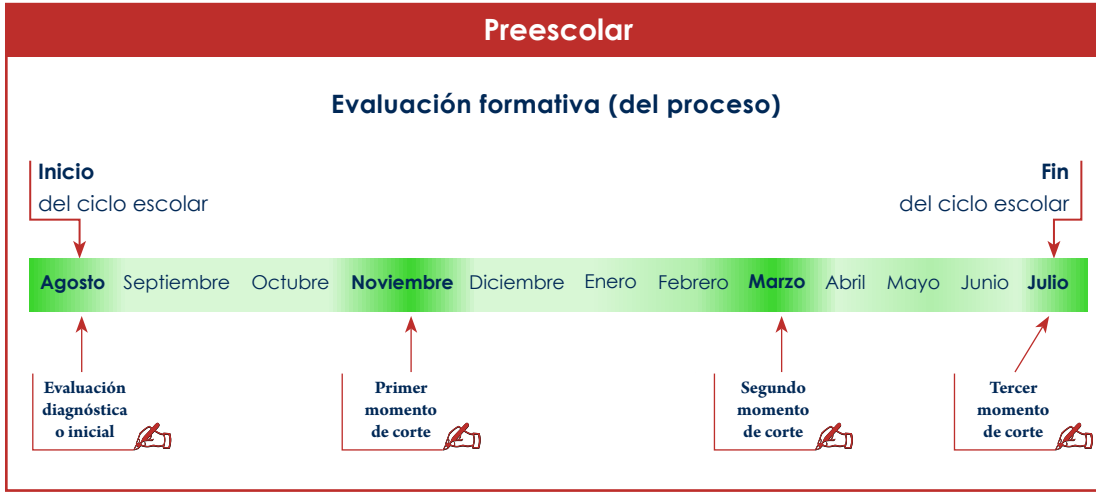 Preescolar
Evaluación formativa (del proceso)
Inicio
del ciclo escolar
Fin
del ciclo escolar
Agosto Septiembre Octubre Noviembre Diciembre Enero Febrero Marzo Abril Mayo Junio Julio
Evaluación
diagnóstica
o inicial
Primer
momento
de corte
Segundo
momento
de corte
Tercer
momento
de corte